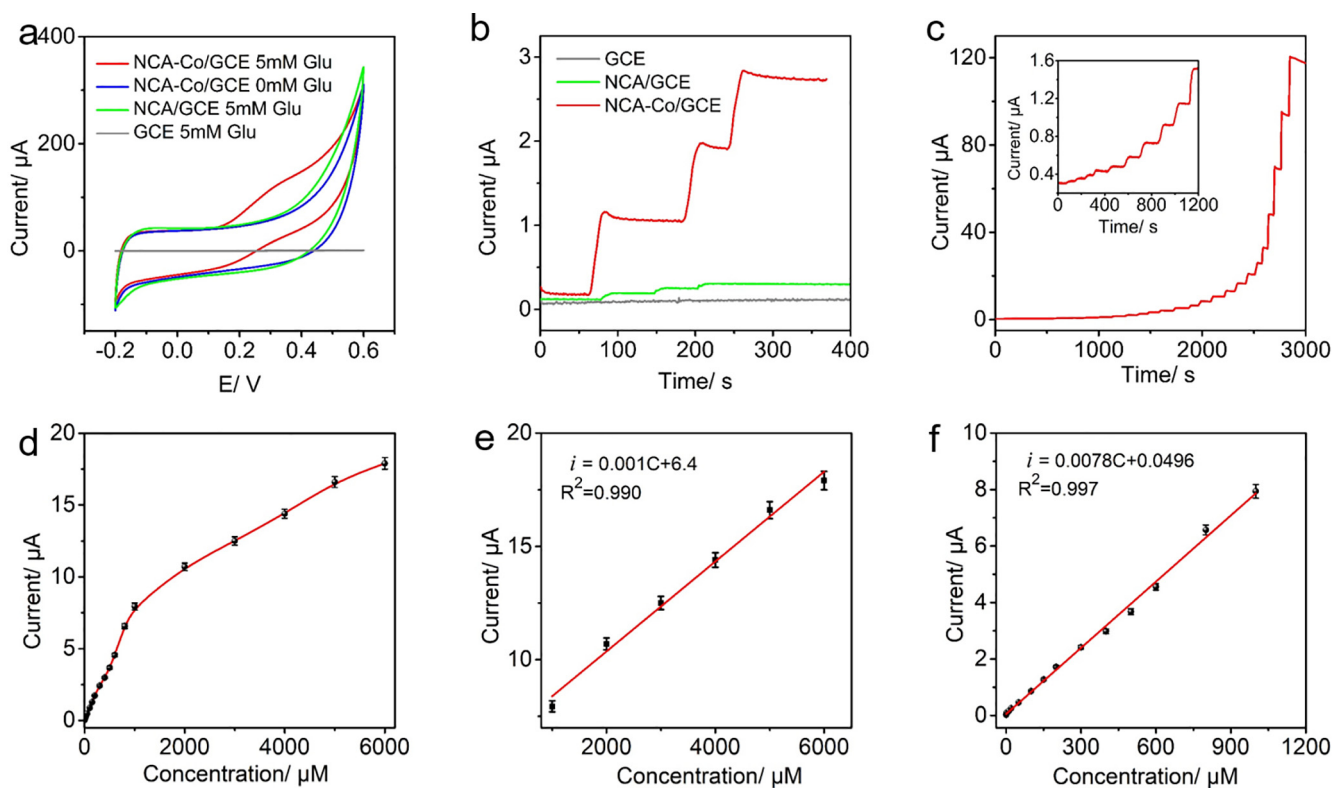 a
400
200
0
Current/ µA
-0.2 0.0 0.2 0.4 0.6
E/ V
NCA-Co/GCE 5mM Glu
NCA-Co/GCE 0mM Glu
NCA/GCE 5mM Glu
GCE 5mM Glu
b
3
2
1
0
Current/ µA
0 100 200 300 400
Time/ s
GCE
NCA/GCE
NCA-Co/GCE
c
120
80
40
0
Current/ µA
0 1000 2000 3000
Time/ s
1.6
1.2
0.8
0.4
Current/ µA
0 400 800 1200
Time/ s
d
20
15
10
5
0
Current/ µA
0 2000 4000 6000
Concentration/ µM
e
20
15
10
Current/ µA
2000 4000 6000
Concentration/ µM
i = 0.001C+6.4
R²=0.990
f
10
8
6
4
2
0
Current/ µA
0 300 600 900 1200
Concentration/ µM
i = 0.0078C+0.0496
R²=0.997